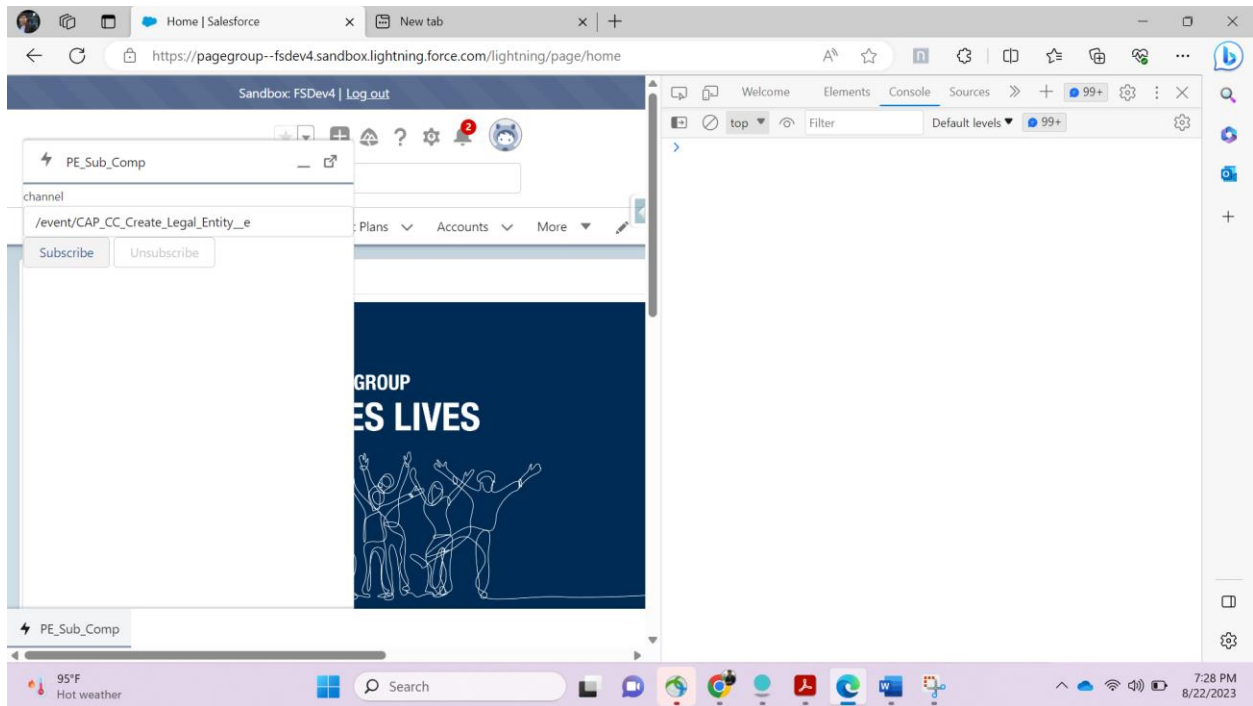 Home | Salesforce
New tab
https://pagegroup--fsdev4.sandbox.lightning.force.com/lightning/page/home
Sandbox: FSDev4 | Log out
Welcome Elements Console Sources 99+
top Filter Default levels 99+
2
PE_Sub_Comp
channel
/event/CAP_CC_Create_Legal_Entity__e
Plans Accounts More
Subscribe Unsubscribe
GROUP
ES LIVES
PE_Sub_Comp
95°F
Hot weather
Search
7:28 PM
8/22/2023